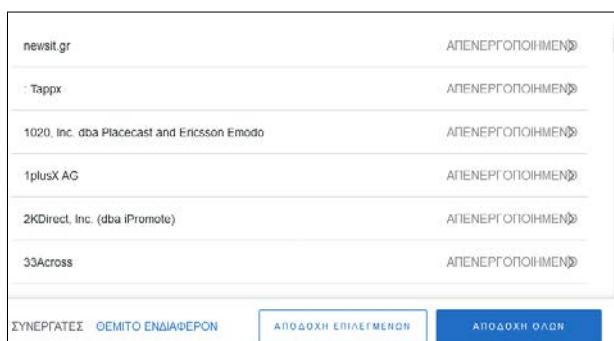 newsit.gr ΑΠΕΝΕΡΓΟΠΟΙΗΜΕΝΟ
: Tappx ΑΠΕΝΕΡΓΟΠΟΙΗΜΕΝΟ
1020, Inc. dba Placecast and Ericsson Emodo ΑΠΕΝΕΡΓΟΠΟΙΗΜΕΝΟ
1plusX AG ΑΠΕΝΕΡΓΟΠΟΙΗΜΕΝΟ
2KDirect, Inc. (dba iPromote) ΑΠΕΝΕΡΓΟΠΟΙΗΜΕΝΟ
33Across ΑΠΕΝΕΡΓΟΠΟΙΗΜΕΝΟ
ΣΥΝΕΡΓΑΤΕΣ ΘΕΜΙΤΟ ΕΝΔΙΑΦΕΡΟΝ ΑΠΟΔΟΧΗ ΕΠΙΛΕΓΜΕΝΩΝ ΑΠΟΔΟΧΗ ΟΛΩΝ